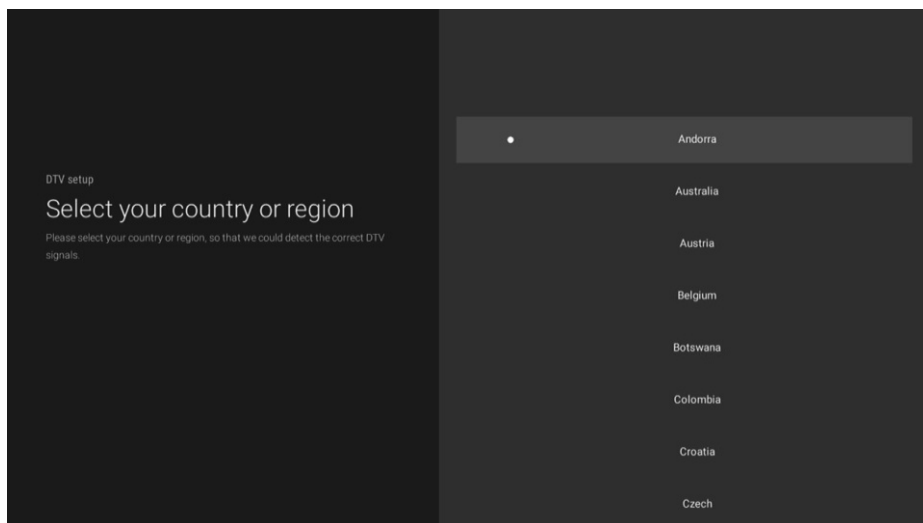 DTV setup
Select your country or region
Please select your country or region, so that we could detect the correct DTV
signals.
Andorra
Australia
Austria
Belgium
Botswana
Colombia
Croatia
Czech